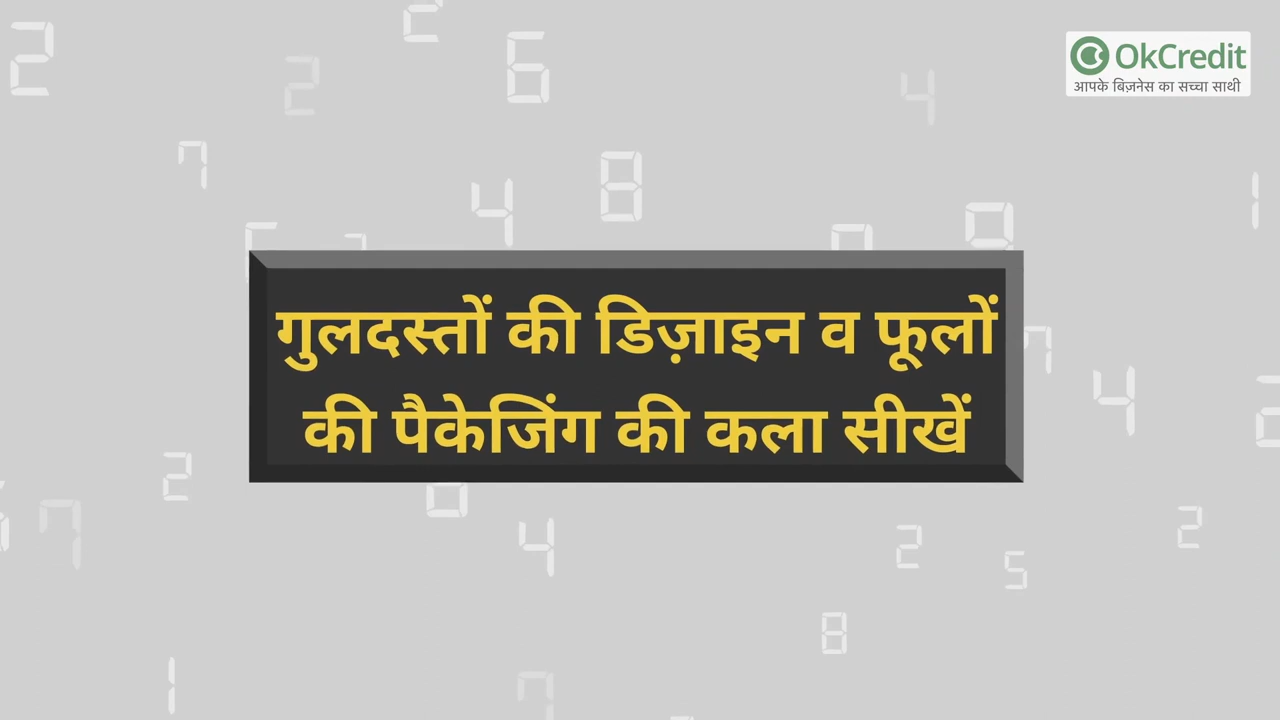 OkCredit
आपके बिज़नेस का सच्चा साथी
गुलदस्तों की डिज़ाइन व फूलों
की पैकेजिंग की कला सीखें